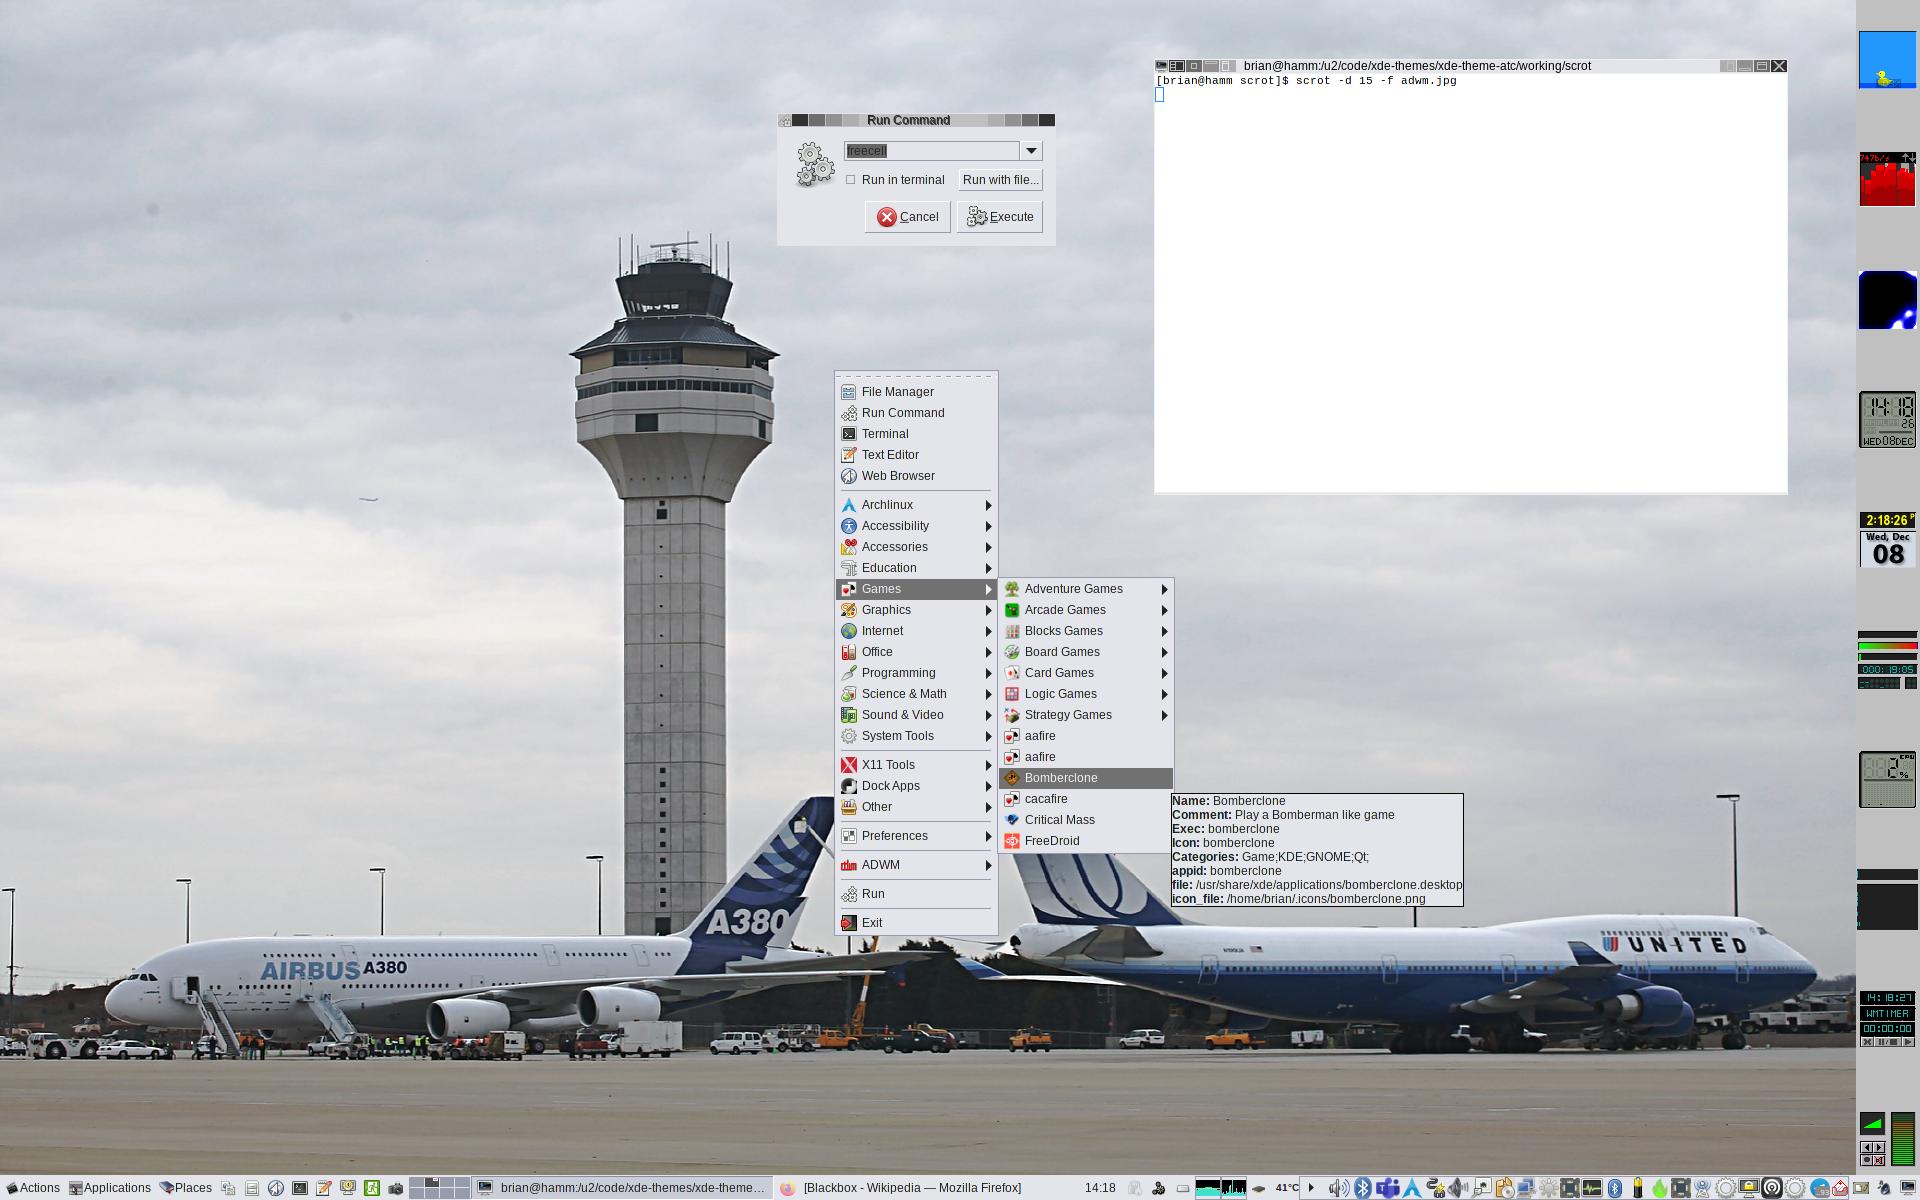 brian@hamm:/u2/code/xde-themes/xde-theme-atc/working/scrot
[brian@hamm scrot]$ scrot -d 15 -f adwm.jpg
Run Command
freecell
Run in terminal
Run with file...
Cancel
Execute
File Manager
Run Command
Terminal
Text Editor
Web Browser
Archlinux
Accessibility
Accessories
Education
Games
Graphics
Internet
Office
Programming
Science & Math
Sound & Video
System Tools
X11 Tools
Dock Apps
Other
Preferences
ADWM
Run
Exit
Adventure Games
Arcade Games
Blocks Games
Board Games
Card Games
Logic Games
Strategy Games
aafire
aafire
Bomberclone
cacafire
Critical Mass
FreeDroid
Name: Bomberclone
Comment: Play a Bomberman like game
Exec: bomberclone
Icon: bomberclone
Categories: Game;KDE;GNOME;Qt;
appid: bomberclone
file: /usr/share/xde/applications/bomberclone.desktop
icon_file: /home/brian/.icons/bomberclone.png
A380
AIRBUS A380
UNITED
747b/s
14:18
26
WED08DEC
2:18:26 P
Wed, Dec
08
000:19:05
CPU
2%
14:18:27
WMTIMER
00:00:00
Actions
Applications
Places
brian@hamm:/u2/code/xde-themes/xde-theme...
[Blackbox - Wikipedia — Mozilla Firefox]
14:18
41°C